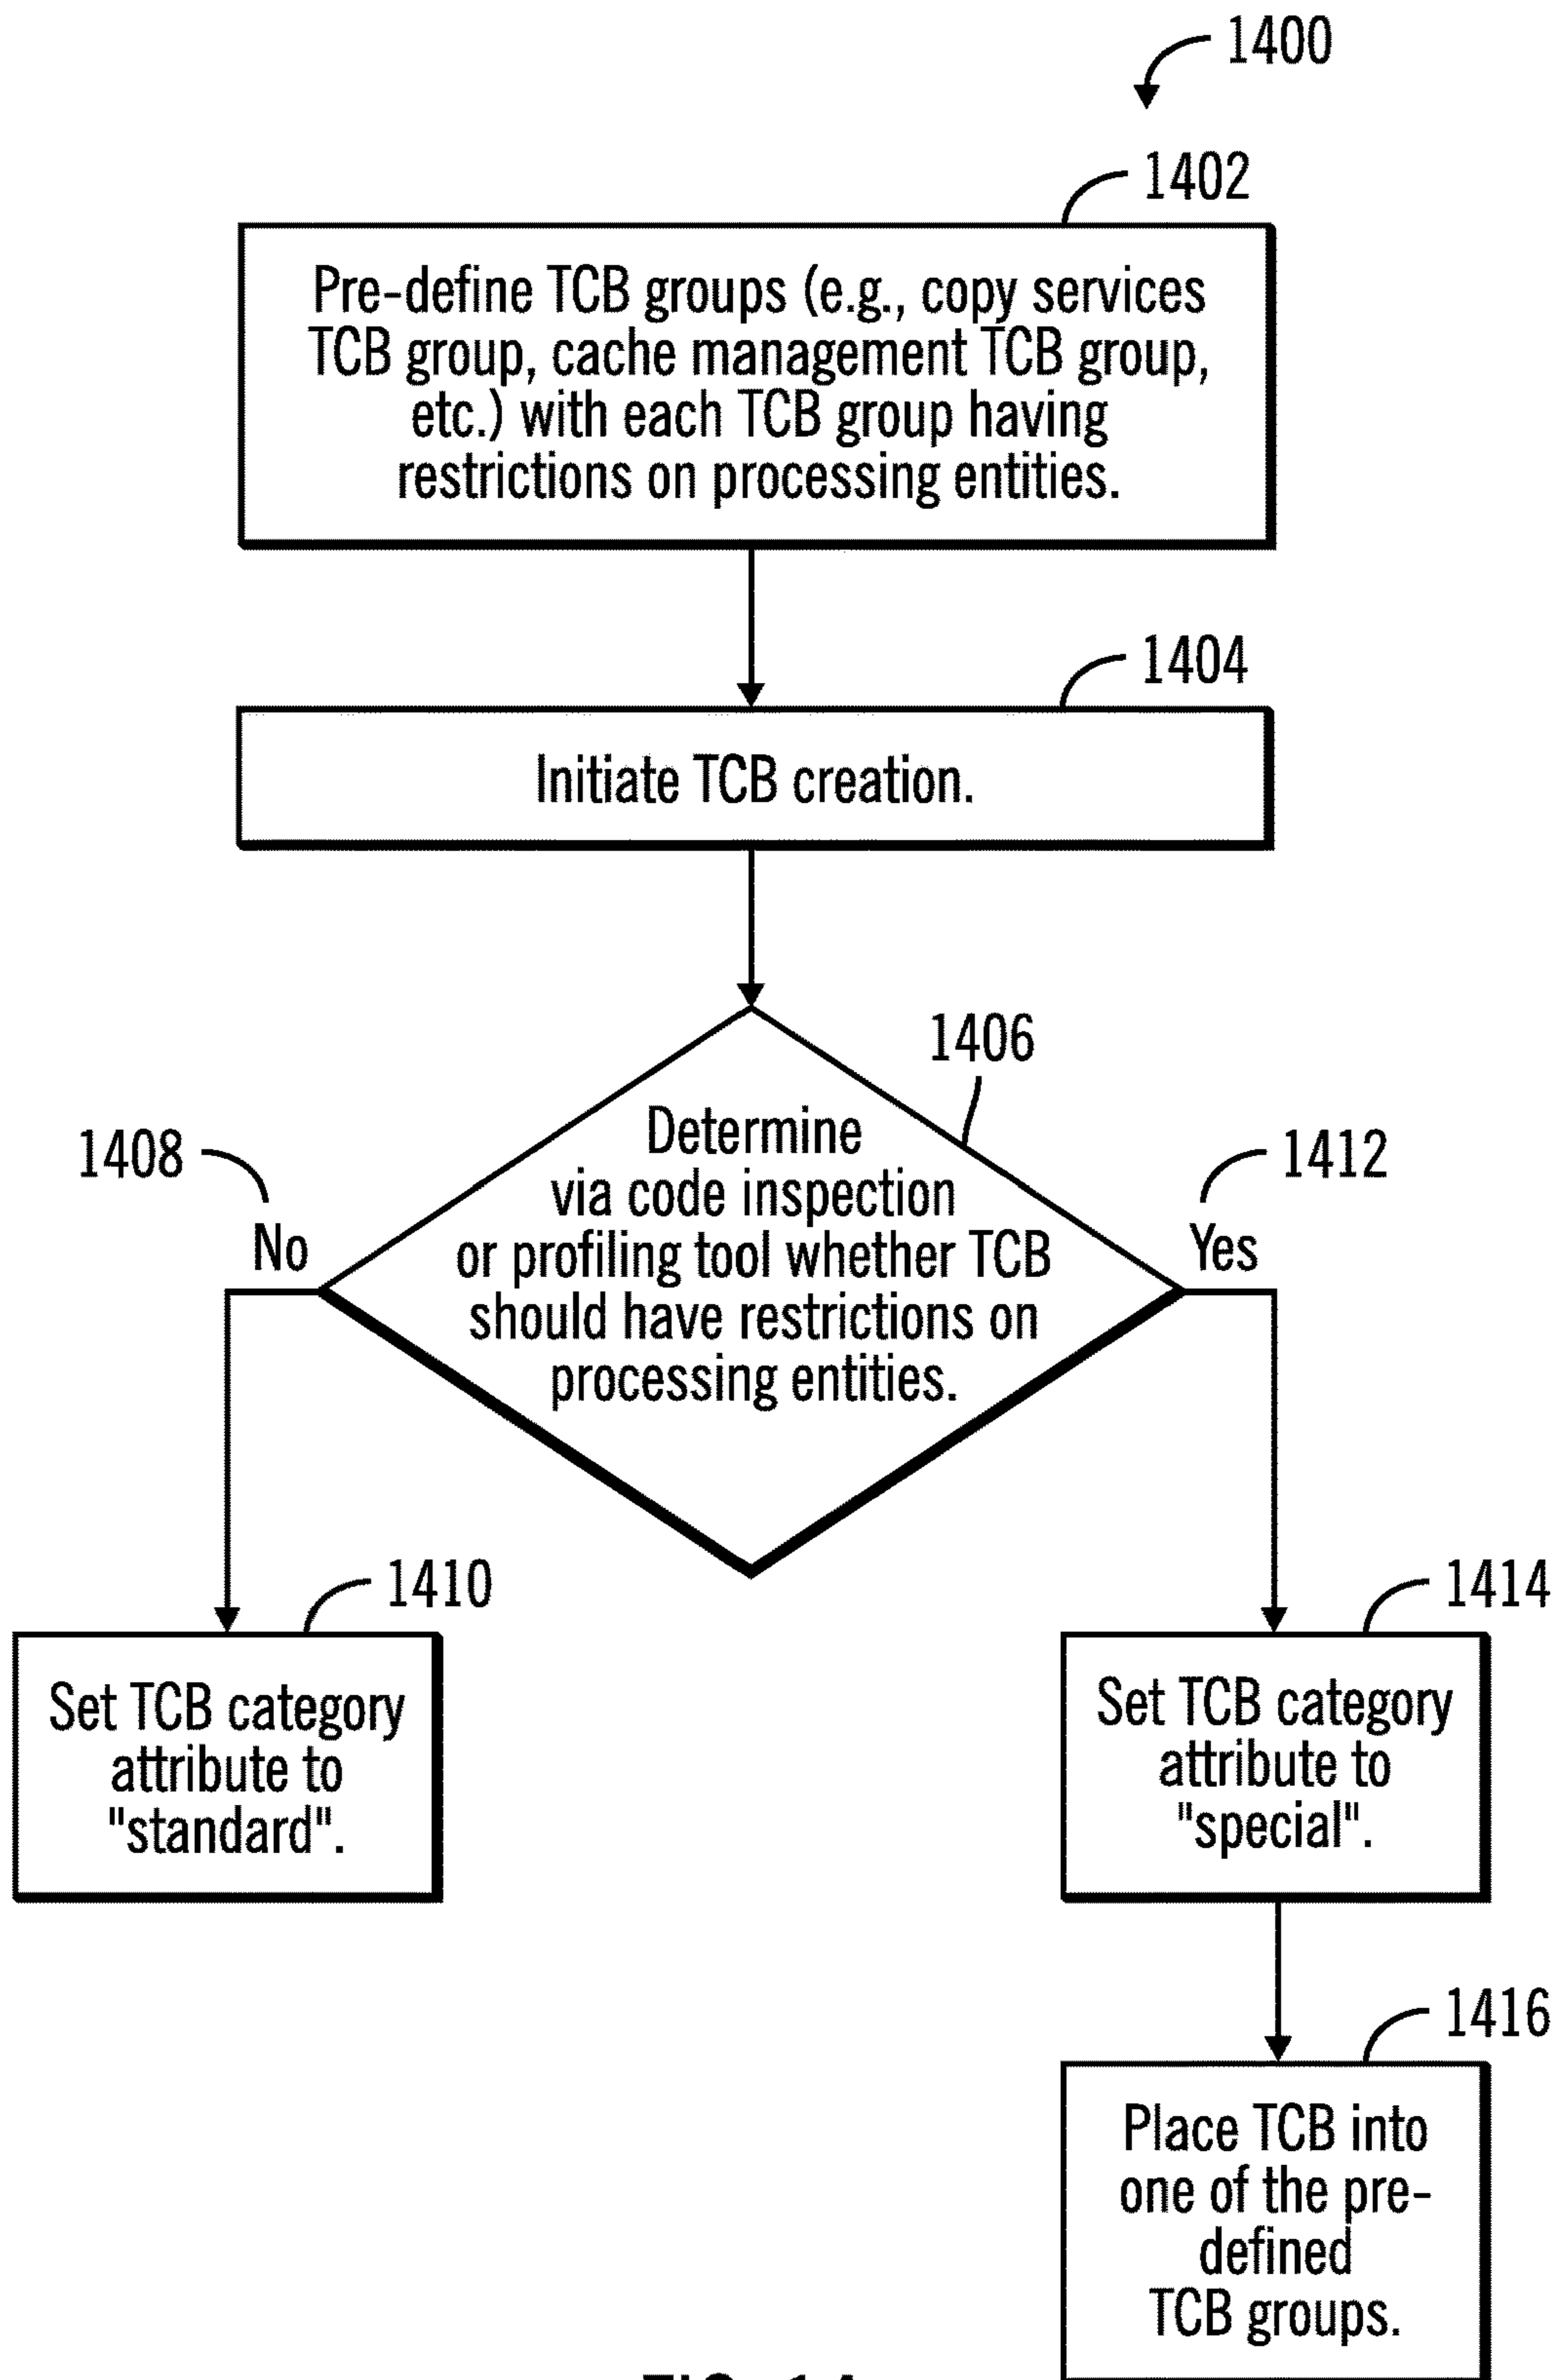 1400
1402
Pre-define TCB groups (e.g., copy services
TCB group, cache management TCB group,
etc.) with each TCB group having
restrictions on processing entities.
1404
Initiate TCB creation.
1406
Determine
via code inspection
or profiling tool whether TCB
should have restrictions on
processing entities.
1408
No
1412
Yes
1410
Set TCB category
attribute to
"standard".
1414
Set TCB category
attribute to
"special".
1416
Place TCB into
one of the pre-
defined
TCB groups.